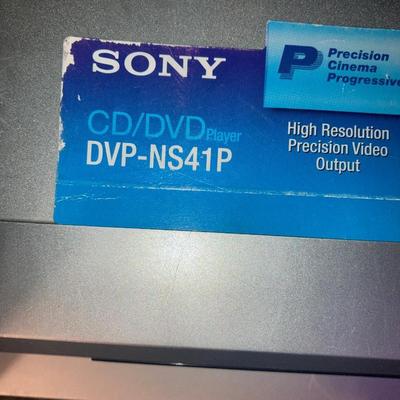 SONY
Precision
Cinema
Progressive
CD/DVD Player
DVP-NS41P
High Resolution
Precision Video
Output